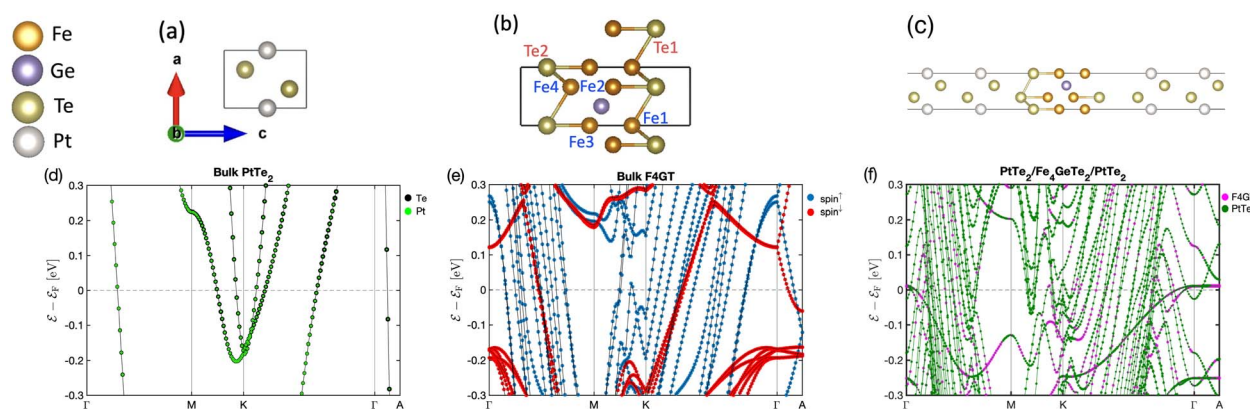 Fe
Ge
Te
Pt
(a)
a
b
c
(b)
Te2
Te1
Fe4
Fe2
Fe1
Fe3
(c)
(d)
Bulk PtTe2
Te
Pt
0.3
0.2
0.1
0
-0.1
-0.2
-0.3
ℰ − ℰF [eV]
Γ M K Γ A
(e)
Bulk F4GT
spin↑
spin↓
0.3
0.2
0.1
0
-0.1
-0.2
-0.3
ℰ − ℰF [eV]
Γ M K Γ A
(f)
PtTe2/Fe4GeTe2/PtTe2
F4G
PtTe
0.3
0.2
0.1
0
-0.1
-0.2
-0.3
ℰ − ℰF [eV]
Γ M K Γ A